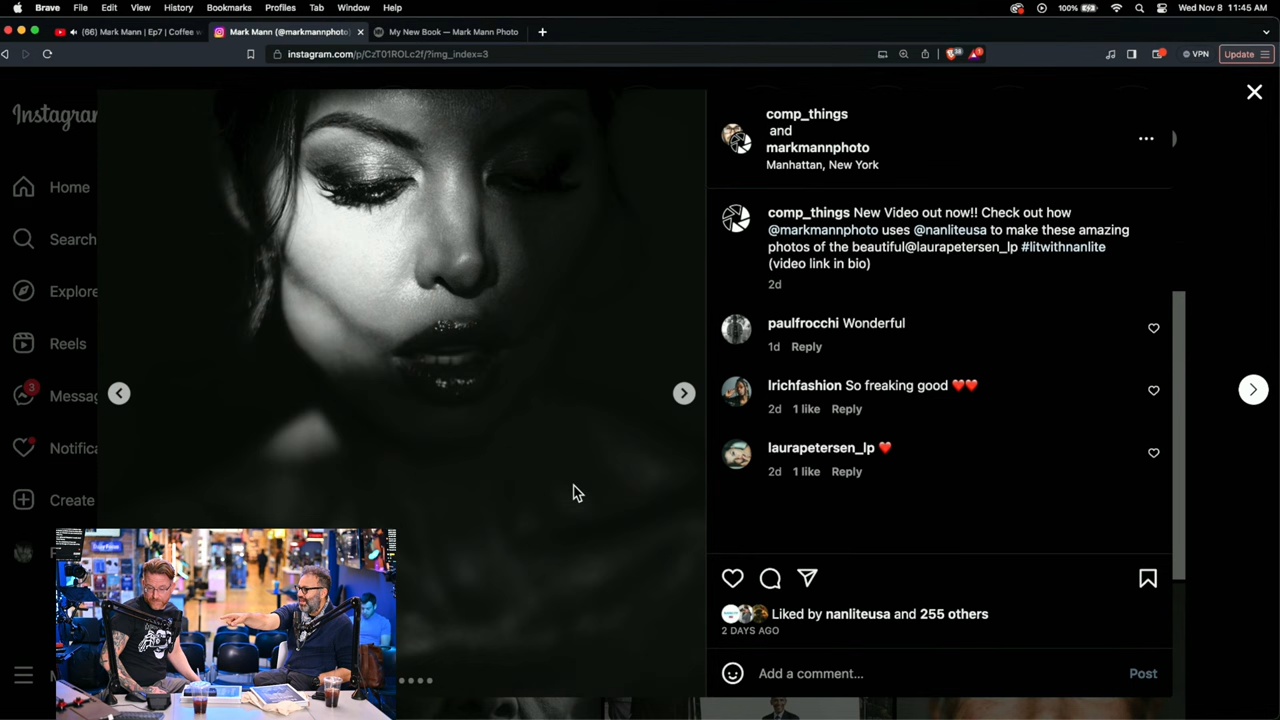 Brave File Edit View History Bookmarks Profiles Tab Window Help 100% Wed Nov 8 11:45 AM
(66) Mark Mann | Ep7 | Coffee w Mark Mann (@markmannphoto) My New Book — Mark Mann Photo
instagram.com/p/CzT01ROLc2f/?img_index=3 38 1 VPN Update
Instagram
Home
Search
Explore
Reels
3
Messag
Notifica
Create
comp_things
and
markmannphoto
Manhattan, New York
comp_things New Video out now!! Check out how
@markmannphoto uses @nanliteusa to make these amazing
photos of the beautiful@laurapetersen_lp #litwithnanlite
(video link in bio)
2d
paulfrocchi Wonderful
1d Reply
lrichfashion So freaking good ❤️❤️
2d 1 like Reply
laurapetersen_lp ❤️
2d 1 like Reply
Liked by nanliteusa and 255 others
2 DAYS AGO
Add a comment...
Post